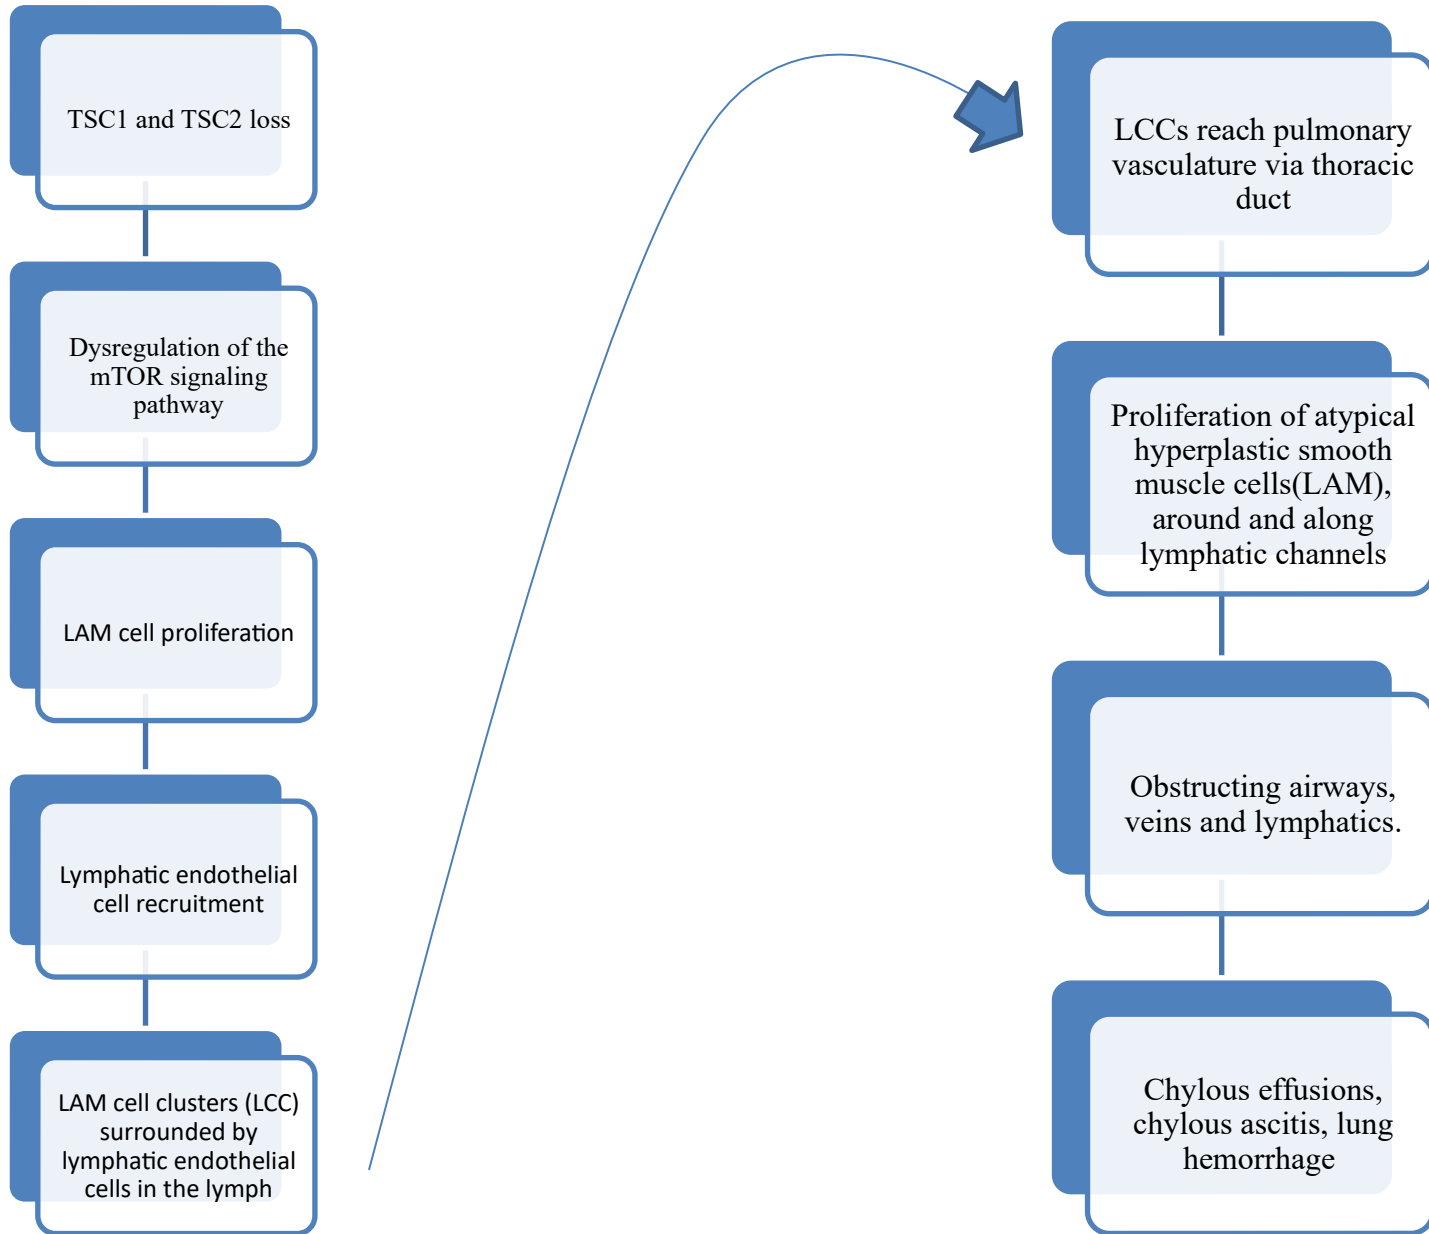 TSC1 and TSC2 loss
Dysregulation of the
mTOR signaling
pathway
LAM cell proliferation
Lymphatic endothelial
cell recruitment
LAM cell clusters (LCC)
surrounded by
lymphatic endothelial
cells in the lymph
LCCs reach pulmonary
vasculature via thoracic
duct
Proliferation of atypical
hyperplastic smooth
muscle cells(LAM),
around and along
lymphatic channels
Obstructing airways,
veins and lymphatics.
Chylous effusions,
chylous ascitis, lung
hemorrhage